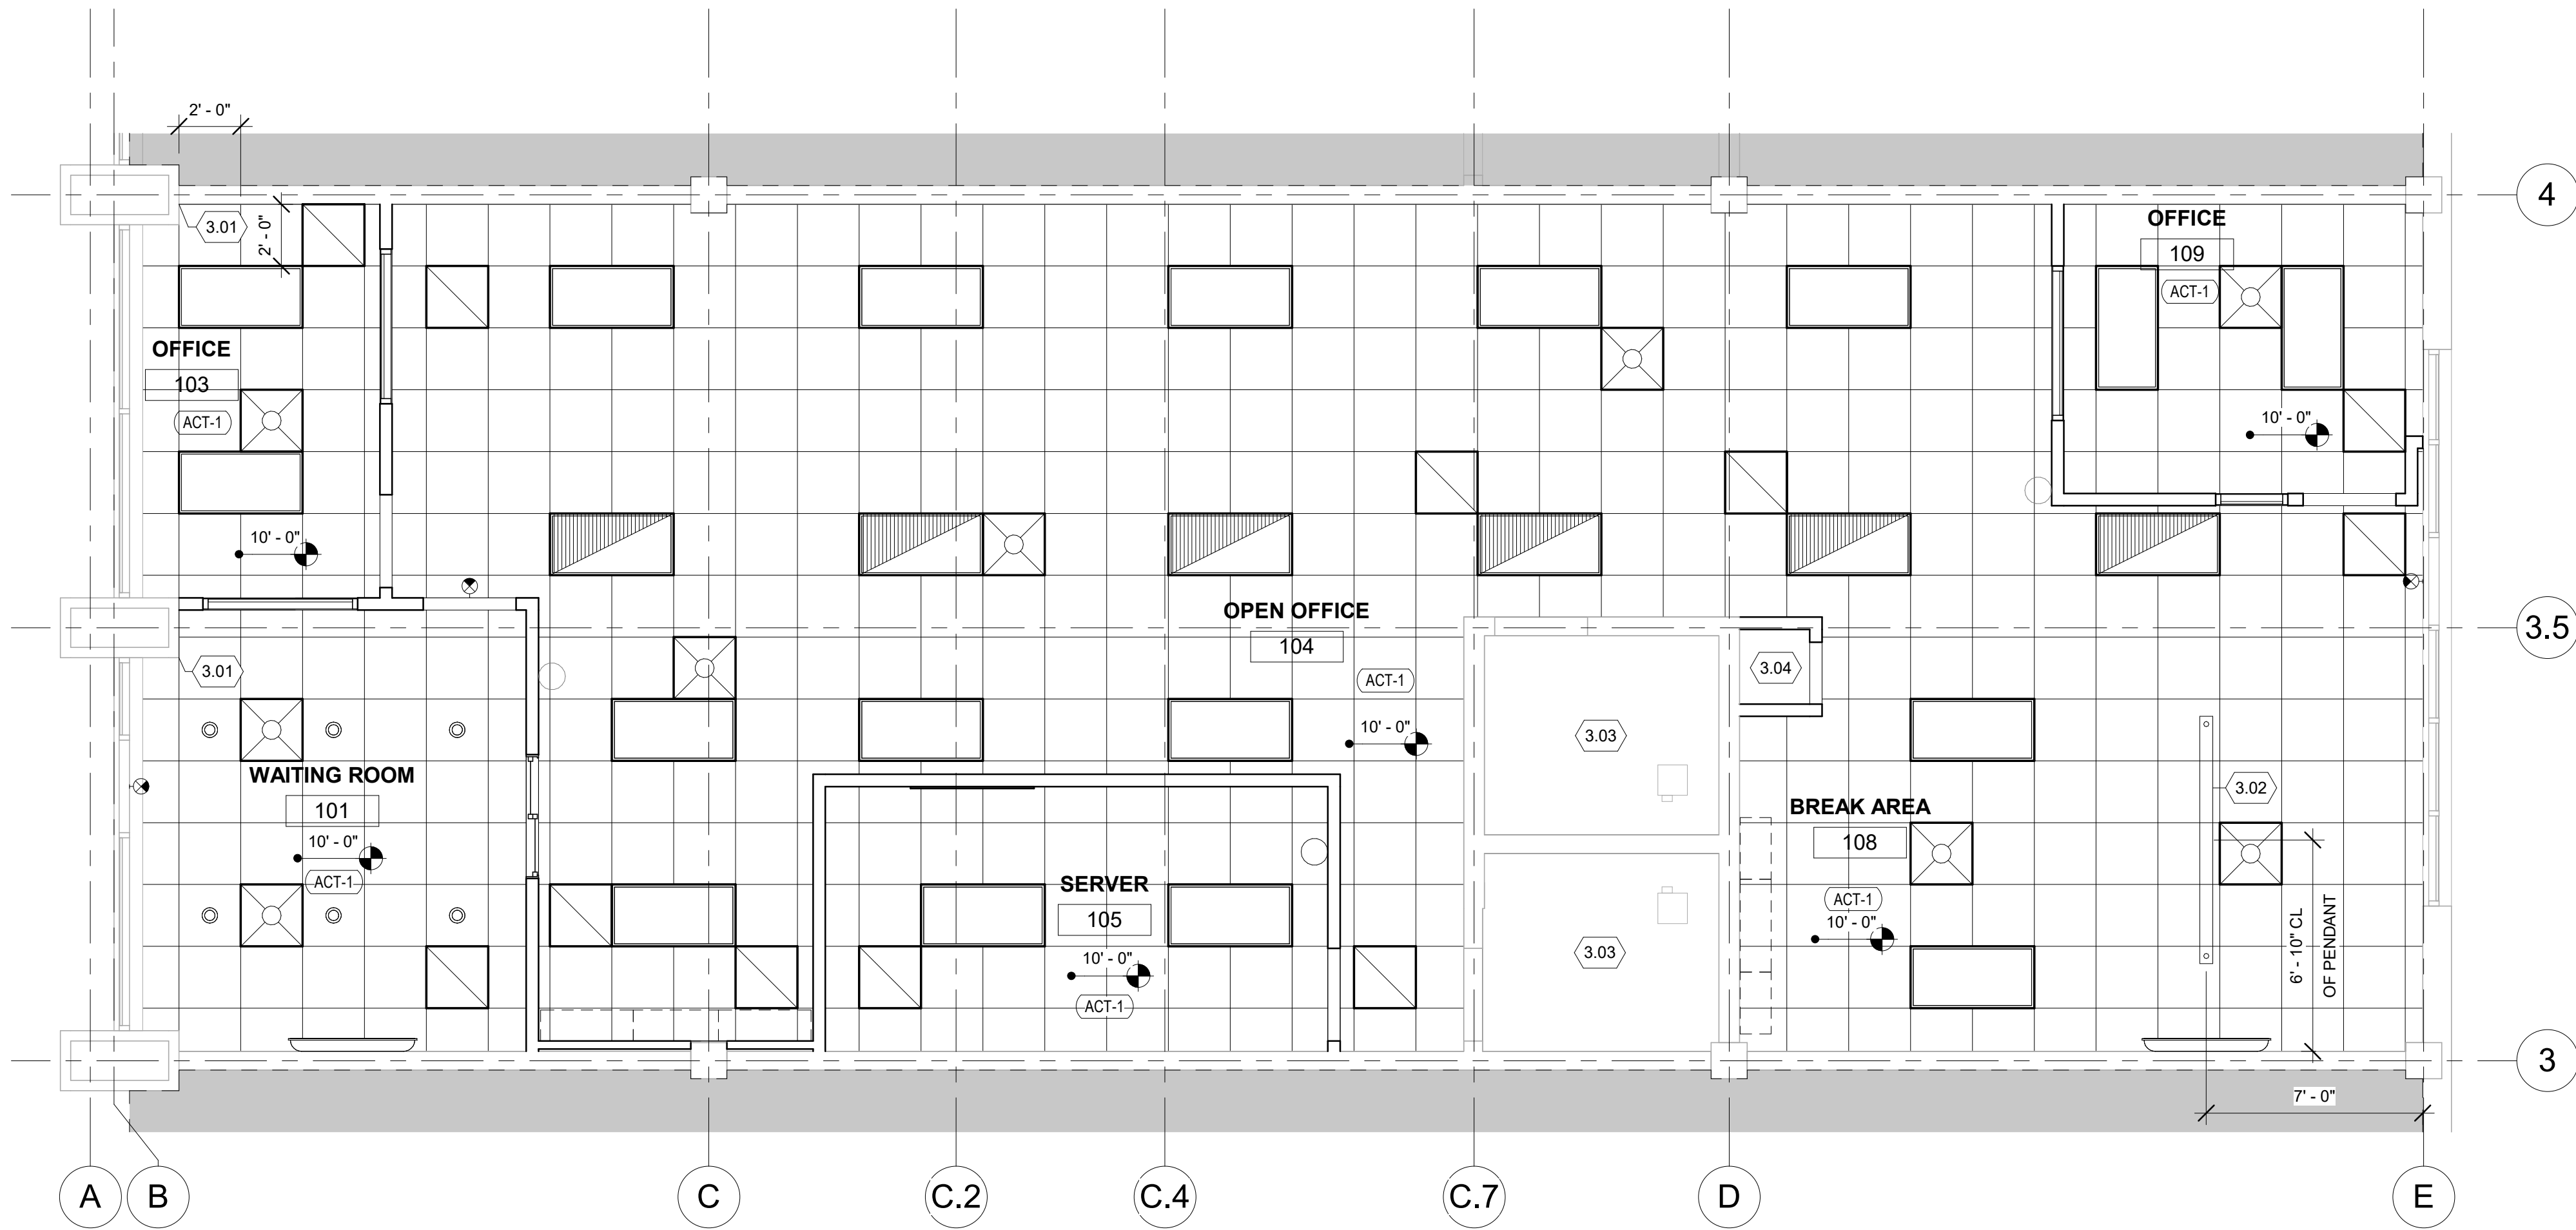 2' - 0"
4
3.01
2' - 0"
OFFICE
109
ACT-1
OFFICE
103
ACT-1
10' - 0"
10' - 0"
OPEN OFFICE
104
3.5
3.01
ACT-1
3.04
10' - 0"
3.03
WAITING ROOM
101
10' - 0"
ACT-1
3.02
BREAK AREA
108
SERVER
105
ACT-1
10' - 0"
10' - 0"
ACT-1
3.03
6' - 10" CL
OF PENDANT
3
7' - 0"
A
B
C
C.2
C.4
C.7
D
E